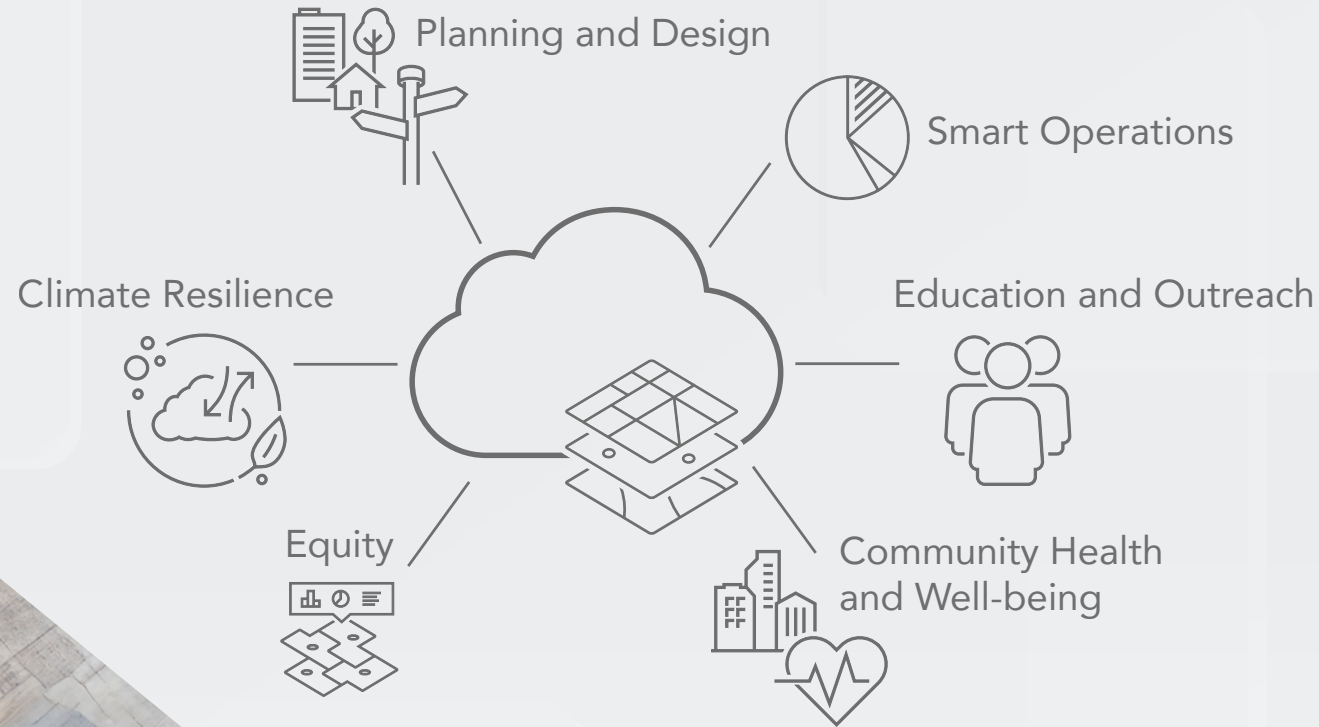 Planning and Design
Smart Operations
Climate Resilience
Education and Outreach
Equity
Community Health
and Well-being